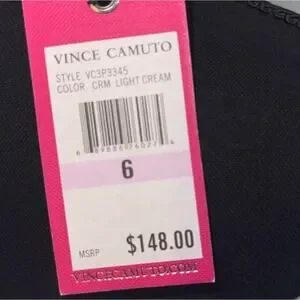 VINCE CAMUTO
STYLE VC3P3345
COLOR CRM LIGHT CREAM
6
MSRP $148.00
VINCECAMUTO.COM